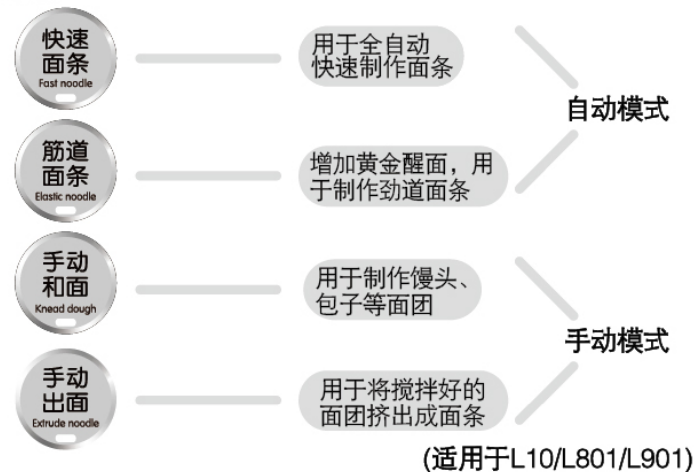 快速
面条
Fast noodle
用于全自动
快速制作面条
自动模式
筋道
面条
Elastic noodle
增加黄金醒面，用
于制作劲道面条
手动
和面
Knead dough
用于制作馒头、
包子等面团
手动模式
手动
出面
Extrude noodle
用于将搅拌好的
面团挤出成面条
(适用于L10/L801/L901)